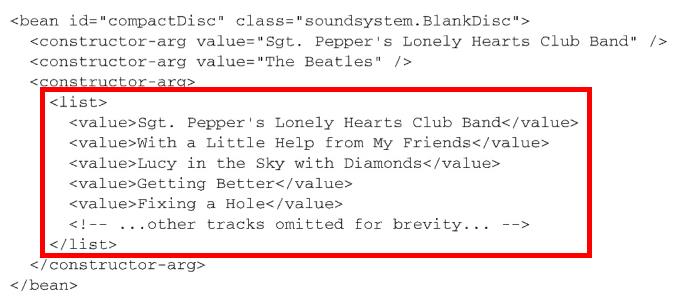 <bean id="compactDisc" class="soundsystem.BlankDisc">
<constructor-arg value="Sgt. Pepper's Lonely Hearts Club Band" />
<constructor-arg value="The Beatles" />
<constructor-arg>
<list>
<value>Sgt. Pepper's Lonely Hearts Club Band</value>
<value>With a Little Help from My Friends</value>
<value>Lucy in the Sky with Diamonds</value>
<value>Getting Better</value>
<value>Fixing a Hole</value>
<!-- ...other tracks omitted for brevity... -->
</list>
</constructor-arg>
</bean>